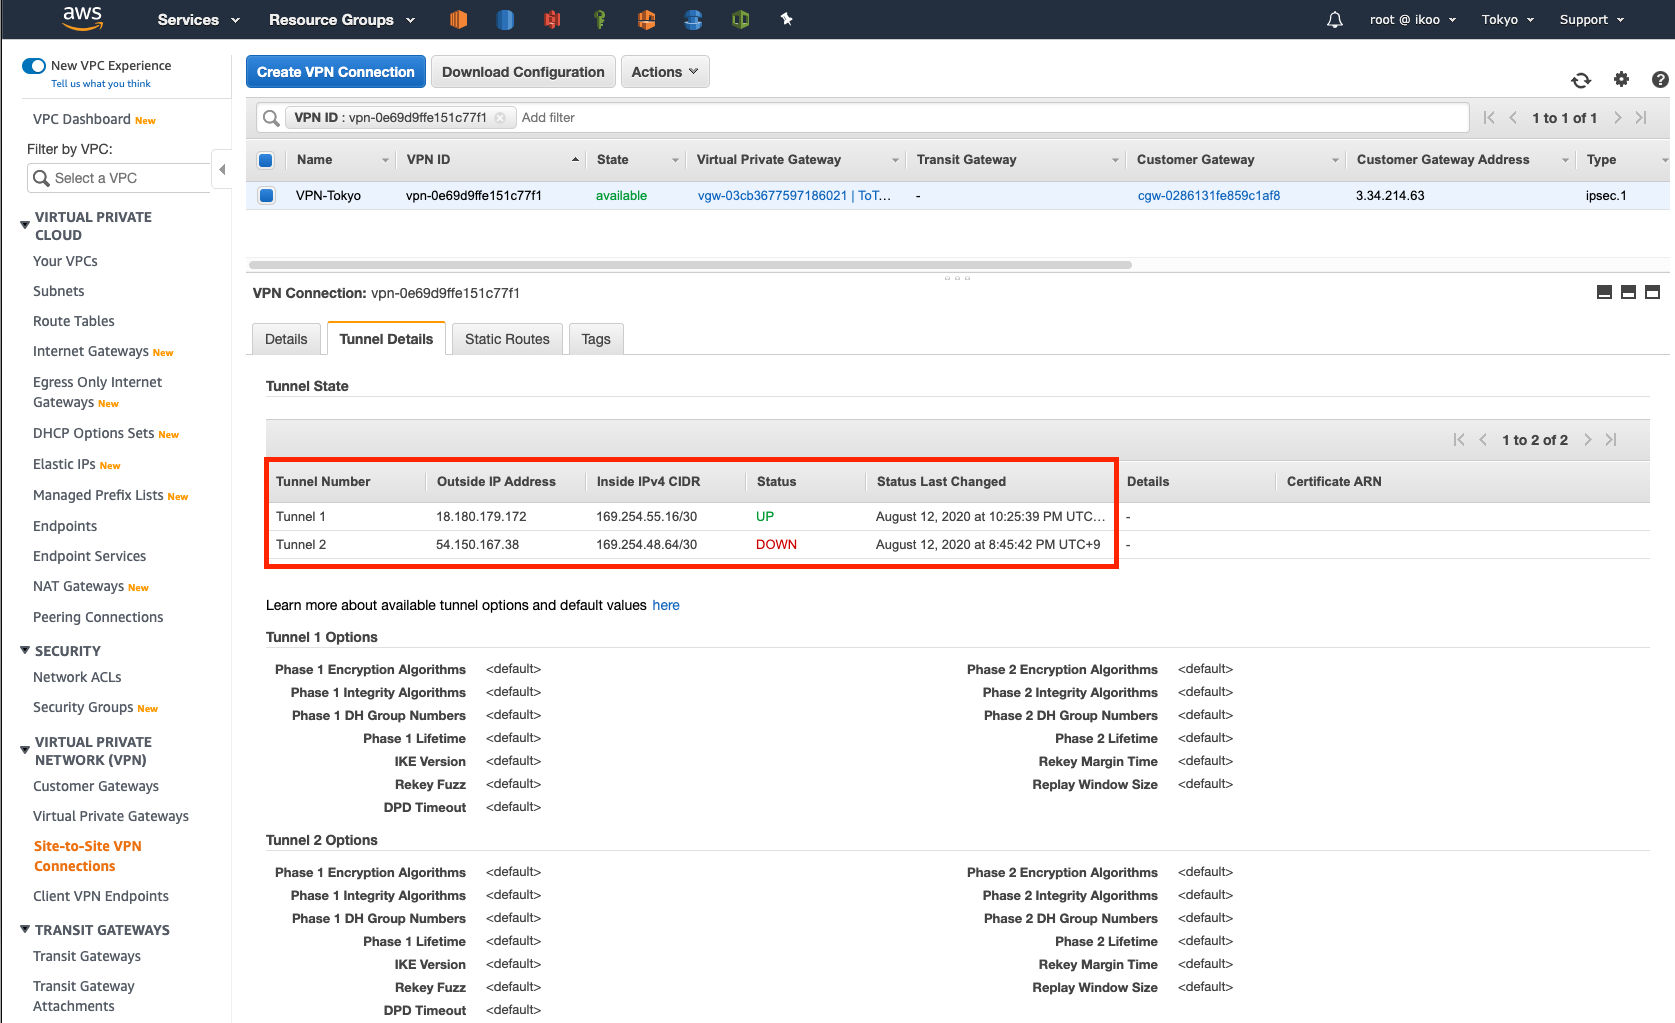 aws Services Resource Groups root @ ikoo Tokyo Support
New VPC Experience
Tell us what you think
VPC Dashboard New
Filter by VPC:
Select a VPC
VIRTUAL PRIVATE
CLOUD
Your VPCs
Subnets
Route Tables
Internet Gateways New
Egress Only Internet
Gateways New
DHCP Options Sets New
Elastic IPs New
Managed Prefix Lists New
Endpoints
Endpoint Services
NAT Gateways New
Peering Connections
SECURITY
Network ACLs
Security Groups New
VIRTUAL PRIVATE
NETWORK (VPN)
Customer Gateways
Virtual Private Gateways
Site-to-Site VPN
Connections
Client VPN Endpoints
TRANSIT GATEWAYS
Transit Gateways
Transit Gateway
Attachments
Create VPN Connection Download Configuration Actions
VPN ID : vpn-0e69d9ffe151c77f1 Add filter 1 to 1 of 1
Name VPN ID State Virtual Private Gateway Transit Gateway Customer Gateway Customer Gateway Address Type
VPN-Tokyo vpn-0e69d9ffe151c77f1 available vgw-03cb3677597186021 | ToT... - cgw-0286131fe859c1af8 3.34.214.63 ipsec.1
VPN Connection: vpn-0e69d9ffe151c77f1
Details Tunnel Details Static Routes Tags
Tunnel State
1 to 2 of 2
Tunnel Number Outside IP Address Inside IPv4 CIDR Status Status Last Changed Details Certificate ARN
Tunnel 1 18.180.179.172 169.254.55.16/30 UP August 12, 2020 at 10:25:39 PM UTC... -
Tunnel 2 54.150.167.38 169.254.48.64/30 DOWN August 12, 2020 at 8:45:42 PM UTC+9 -
Learn more about available tunnel options and default values here
Tunnel 1 Options
Phase 1 Encryption Algorithms <default> Phase 2 Encryption Algorithms <default>
Phase 1 Integrity Algorithms <default> Phase 2 Integrity Algorithms <default>
Phase 1 DH Group Numbers <default> Phase 2 DH Group Numbers <default>
Phase 1 Lifetime <default> Phase 2 Lifetime <default>
IKE Version <default> Rekey Margin Time <default>
Rekey Fuzz <default> Replay Window Size <default>
DPD Timeout <default>
Tunnel 2 Options
Phase 1 Encryption Algorithms <default> Phase 2 Encryption Algorithms <default>
Phase 1 Integrity Algorithms <default> Phase 2 Integrity Algorithms <default>
Phase 1 DH Group Numbers <default> Phase 2 DH Group Numbers <default>
Phase 1 Lifetime <default> Phase 2 Lifetime <default>
IKE Version <default> Rekey Margin Time <default>
Rekey Fuzz <default> Replay Window Size <default>
DPD Timeout <default>